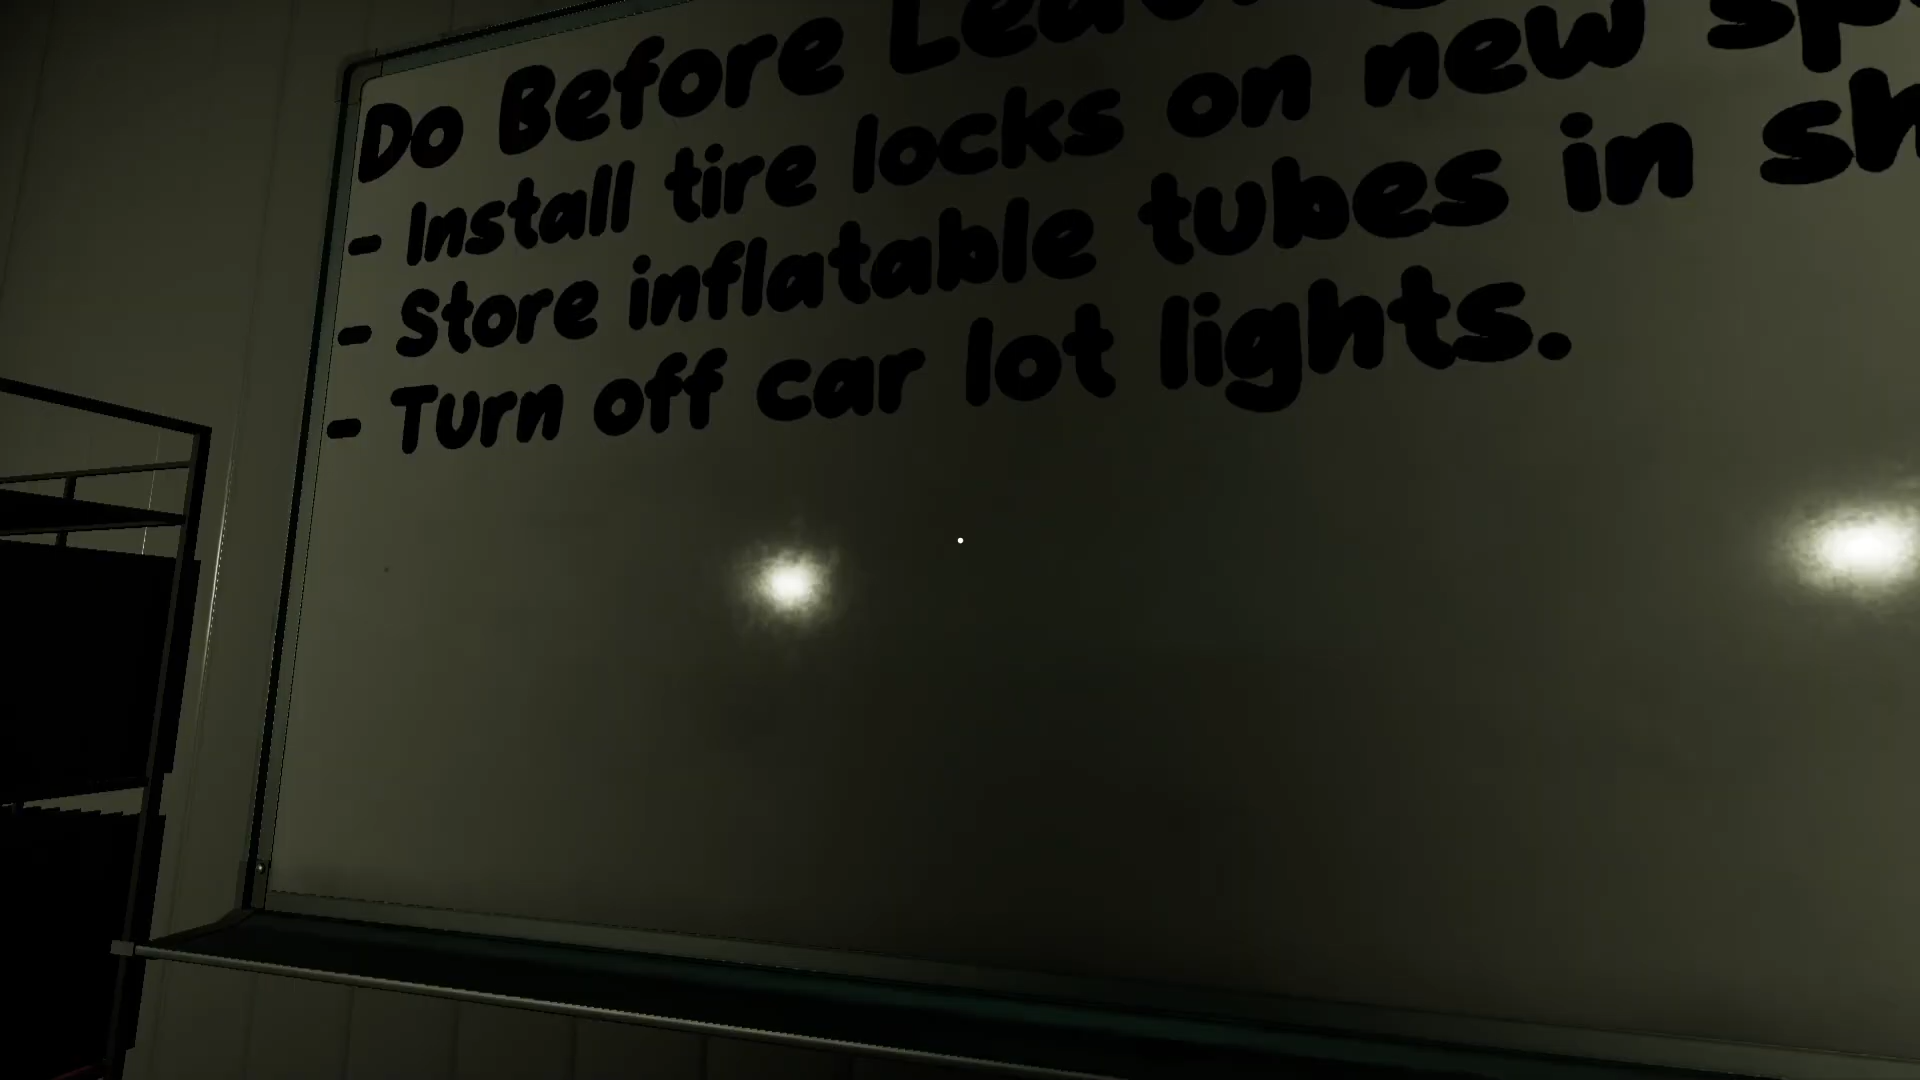 Do Before
- Install tire locks on new
- Store inflatable tubes in
- Turn off car lot lights.